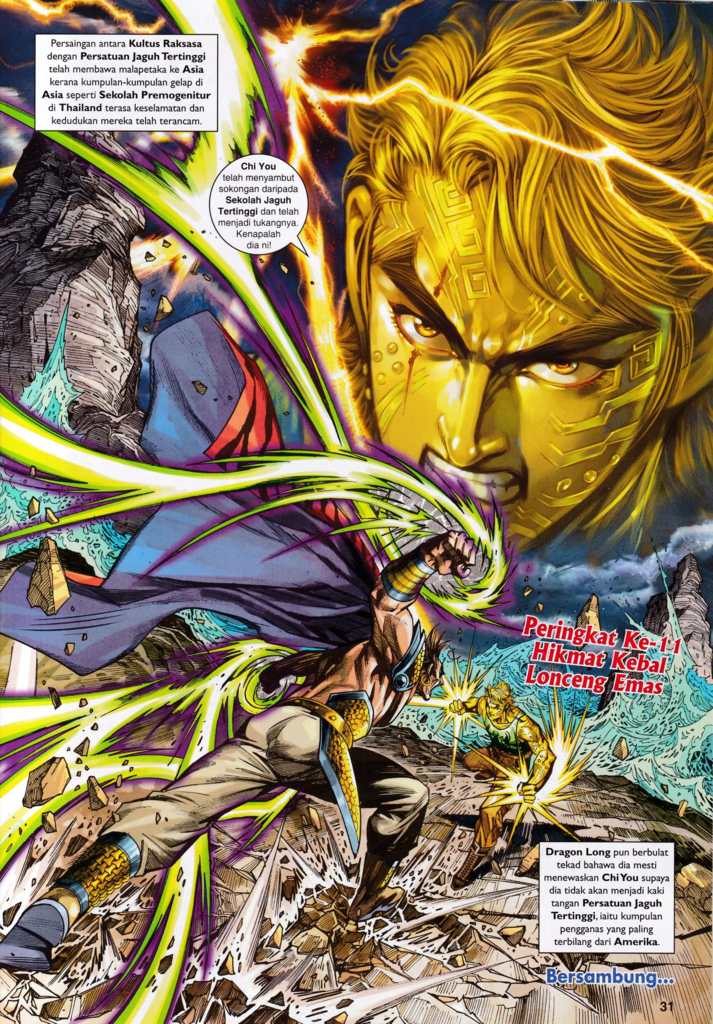 Persaingan antara Kultus Raksasa
dengan Persatuan Jaguh Tertinggi
telah membawa malapetaka ke Asia
kerana kumpulan-kumpulan gelap di
Asia seperti Sekolah Premogenitur
di Thailand terasa keselamatan dan
kedudukan mereka telah terancam.
Chi You
telah menyambut
sokongan daripada
Sekolah Jaguh
Tertinggi dan telah
menjadi tukangnya.
Kenapalah
dia ni!
Peringkat Ke-11
Hikmat Kebal
Lonceng Emas
Dragon Long pun berbulat
tekad bahawa dia mesti
menewaskan Chi You supaya
dia tidak akan menjadi kaki
tangan Persatuan Jaguh
Tertinggi, iaitu kumpulan
pengganas yang paling
terbilang dari Amerika.
Bersambung...
31